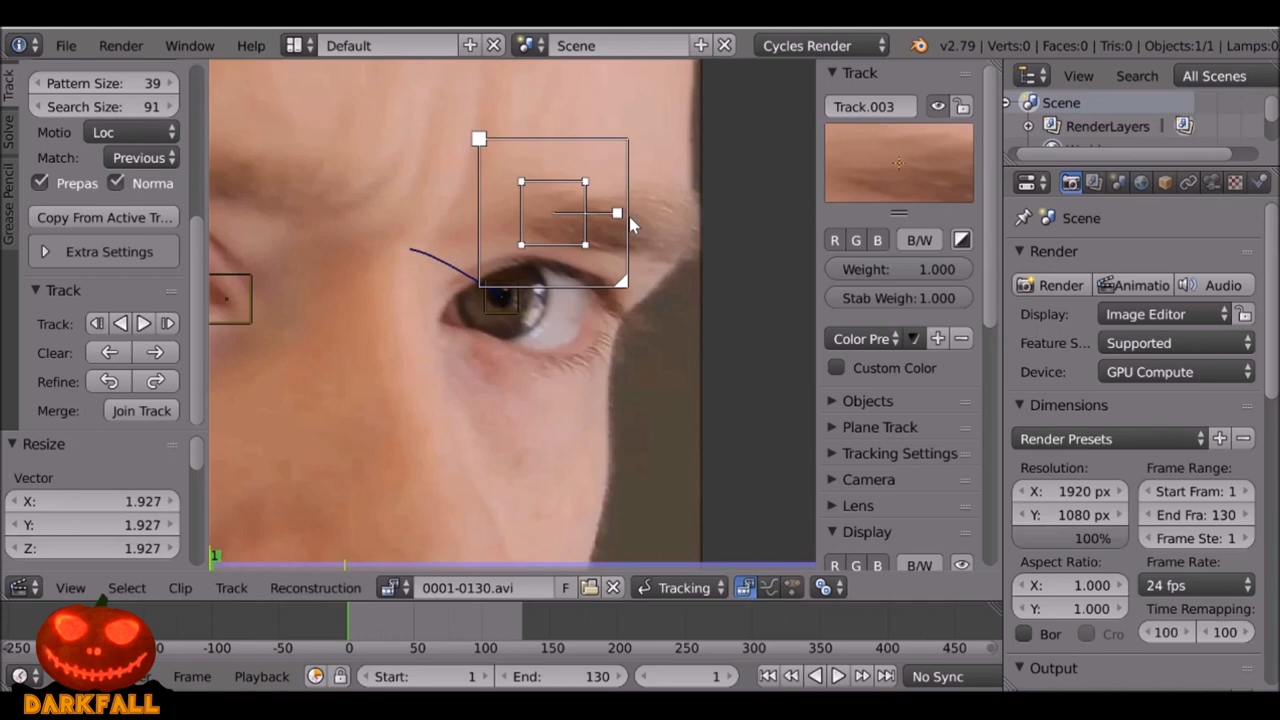 File Render Window Help Default Scene Cycles Render v2.79 | Verts:0 | Faces:0 | Tris:0 | Objects:1/1 | Lamps:0
Track
Solve
Grease Pencil
Pattern Size: 39
Search Size: 91
Motio Loc
Match: Previous
Prepas Norma
Copy From Active Tr...
Extra Settings
Track
Track:
Clear:
Refine:
Merge: Join Track
Resize
Vector
X: 1.927
Y: 1.927
Z: 1.927
1
Track
Track.003
R G B B/W
Weight: 1.000
Stab Weigh: 1.000
Color Pre
Custom Color
Objects
Plane Track
Tracking Settings
Camera
Lens
Display
R G B B/W
View Search All Scenes
Scene
RenderLayers
Scene
Render
Render Animatio Audio
Display: Image Editor
Feature S... Supported
Device: GPU Compute
Dimensions
Render Presets
Resolution: Frame Range:
X: 1920 px Start Fram: 1
Y: 1080 px End Fra: 130
100% Frame Ste: 1
Aspect Ratio: Frame Rate:
X: 1.000 24 fps
Y: 1.000 Time Remapping:
Bor Cro 100 100
Output
View Select Clip Track Reconstruction 0001-0130.avi F Tracking
-250 -50 0 50 100 150 200 250 300 350 400 450
Frame Playback Start: 1 End: 130 1 No Sync
DARKFALL